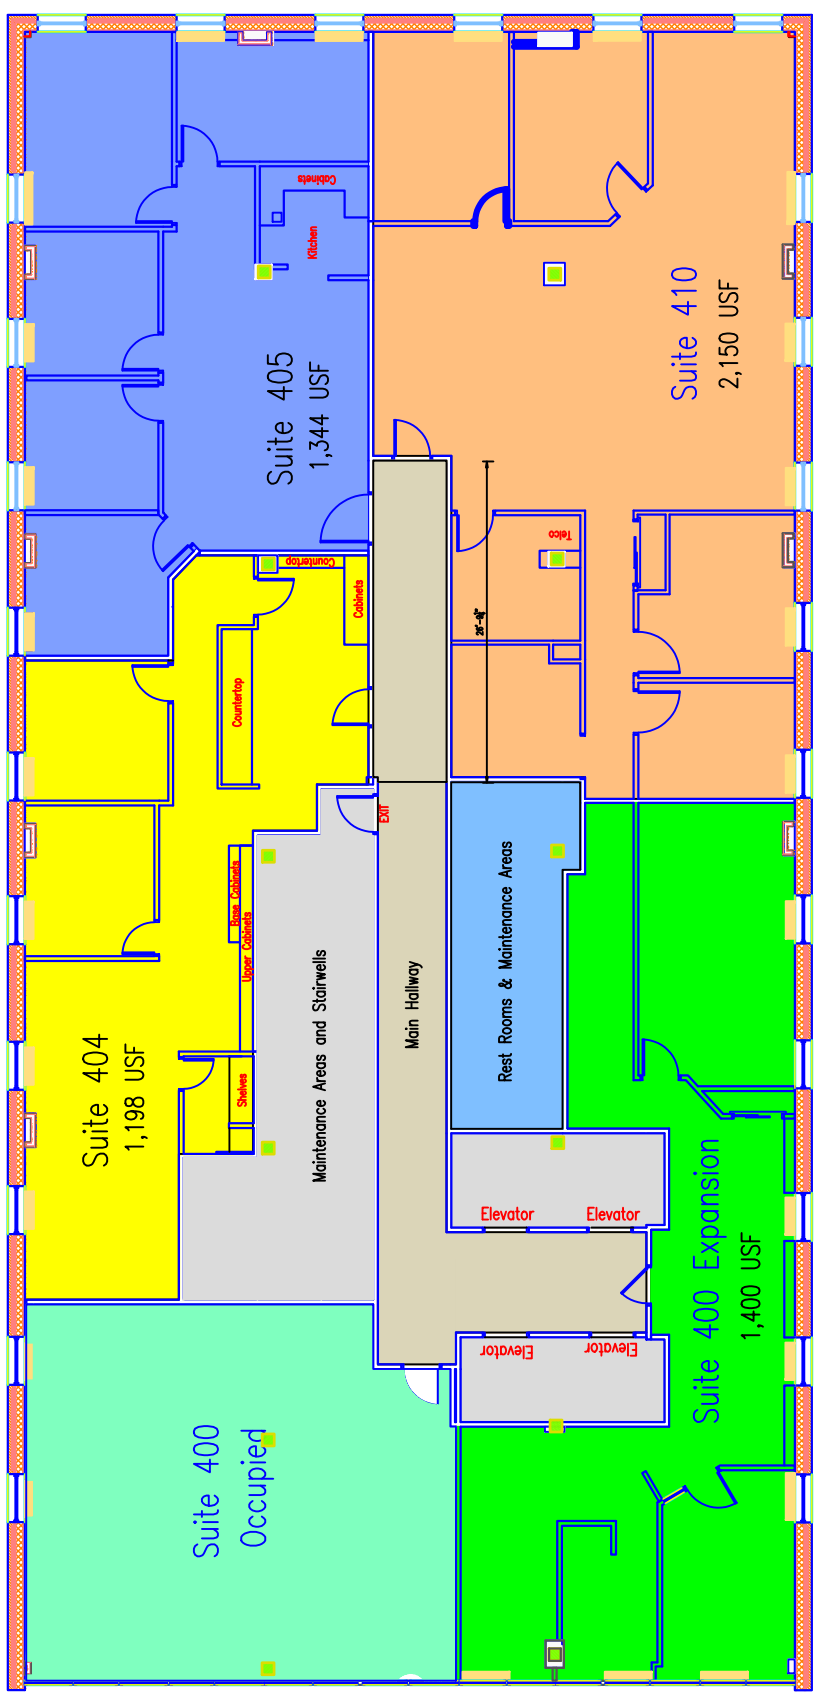 Cabinets
Kitchen
Suite 405
1,344 USF
Suite 410
2,150 USF
Countertop
Cabinets
Telco
Countertop
EXIT
Base Cabinets
Upper Cabinets
Maintenance Areas and Stairwells
Main Hallway
Rest Rooms & Maintenance Areas
Suite 404
1,198 USF
Shelves
Elevator
Elevator
Suite 400 Expansion
1,400 USF
Elevator
Elevator
Suite 400
Occupied